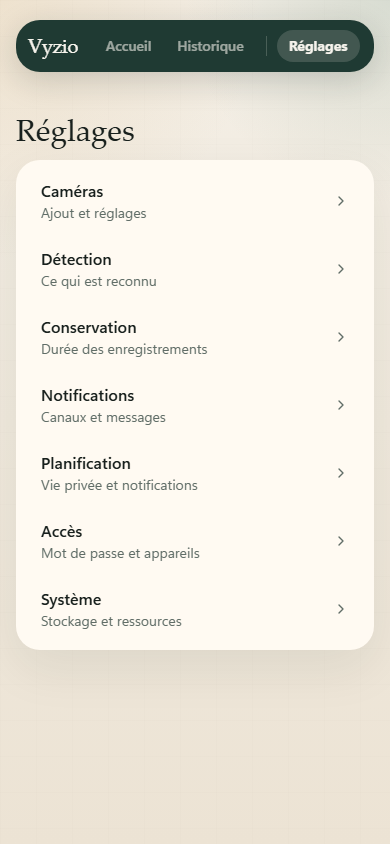 Vyzio Accueil Historique Réglages
Réglages
Caméras
Ajout et réglages
Détection
Ce qui est reconnu
Conservation
Durée des enregistrements
Notifications
Canaux et messages
Planification
Vie privée et notifications
Accès
Mot de passe et appareils
Système
Stockage et ressources